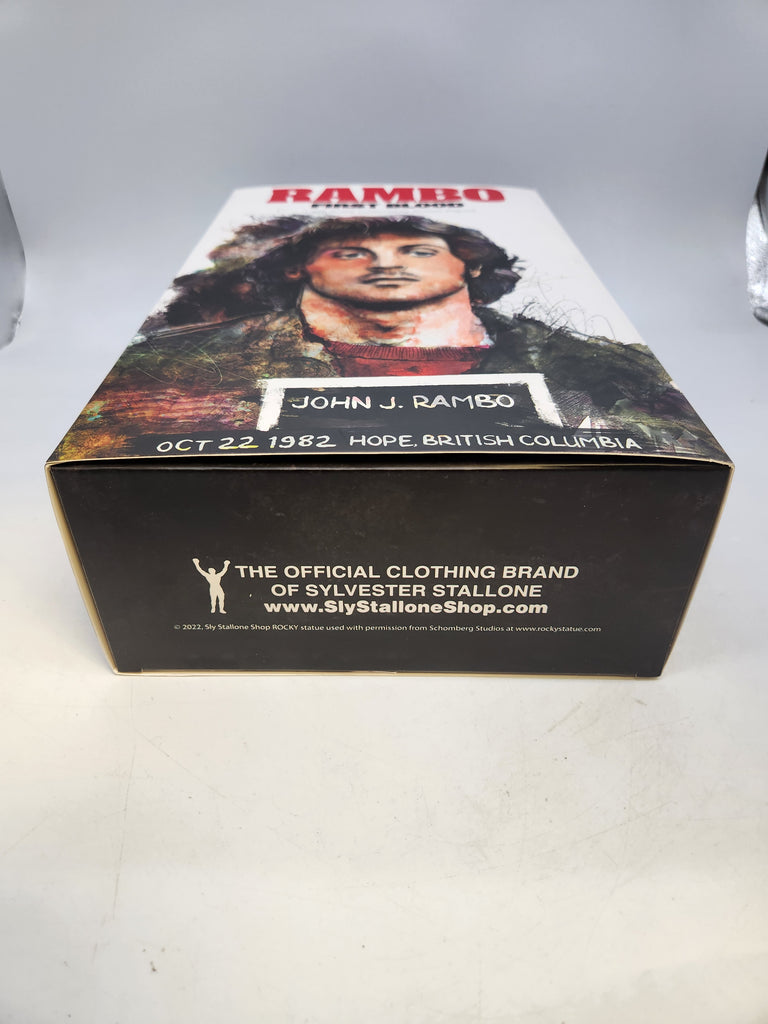 RAMBO
FIRST BLOOD
JOHN J. RAMBO
OCT 22 1982 HOPE, BRITISH COLUMBIA
THE OFFICIAL CLOTHING BRAND
OF SYLVESTER STALLONE
www.SlyStalloneShop.com
© 2022, Sly Stallone Shop ROCKY statue used with permission from Schomberg Studios at www.rockystatue.com